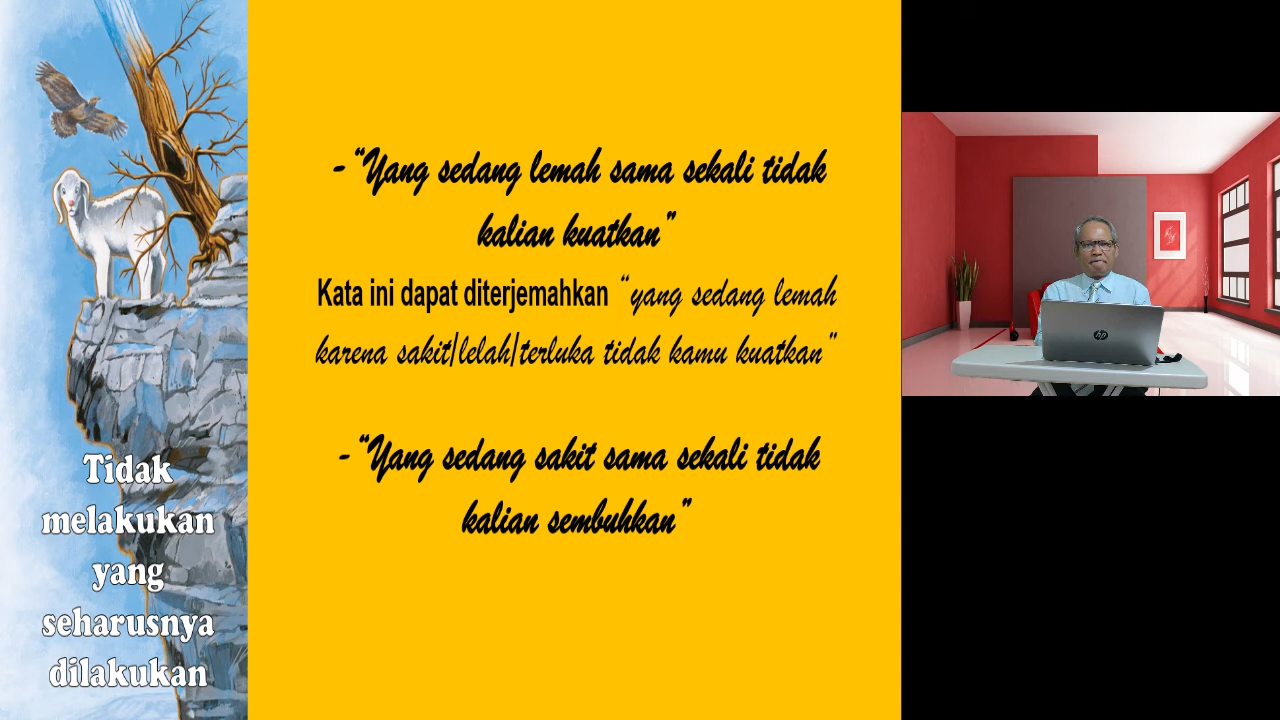 Tidak
melakukan
yang
seharusnya
dilakukan
-“Yang sedang lemah sama sekali tidak
kalian kuatkan”
Kata ini dapat diterjemahkan “yang sedang lemah
karena sakit/lelah/terluka tidak kamu kuatkan”
-“Yang sedang sakit sama sekali tidak
kalian sembuhkan”
hp